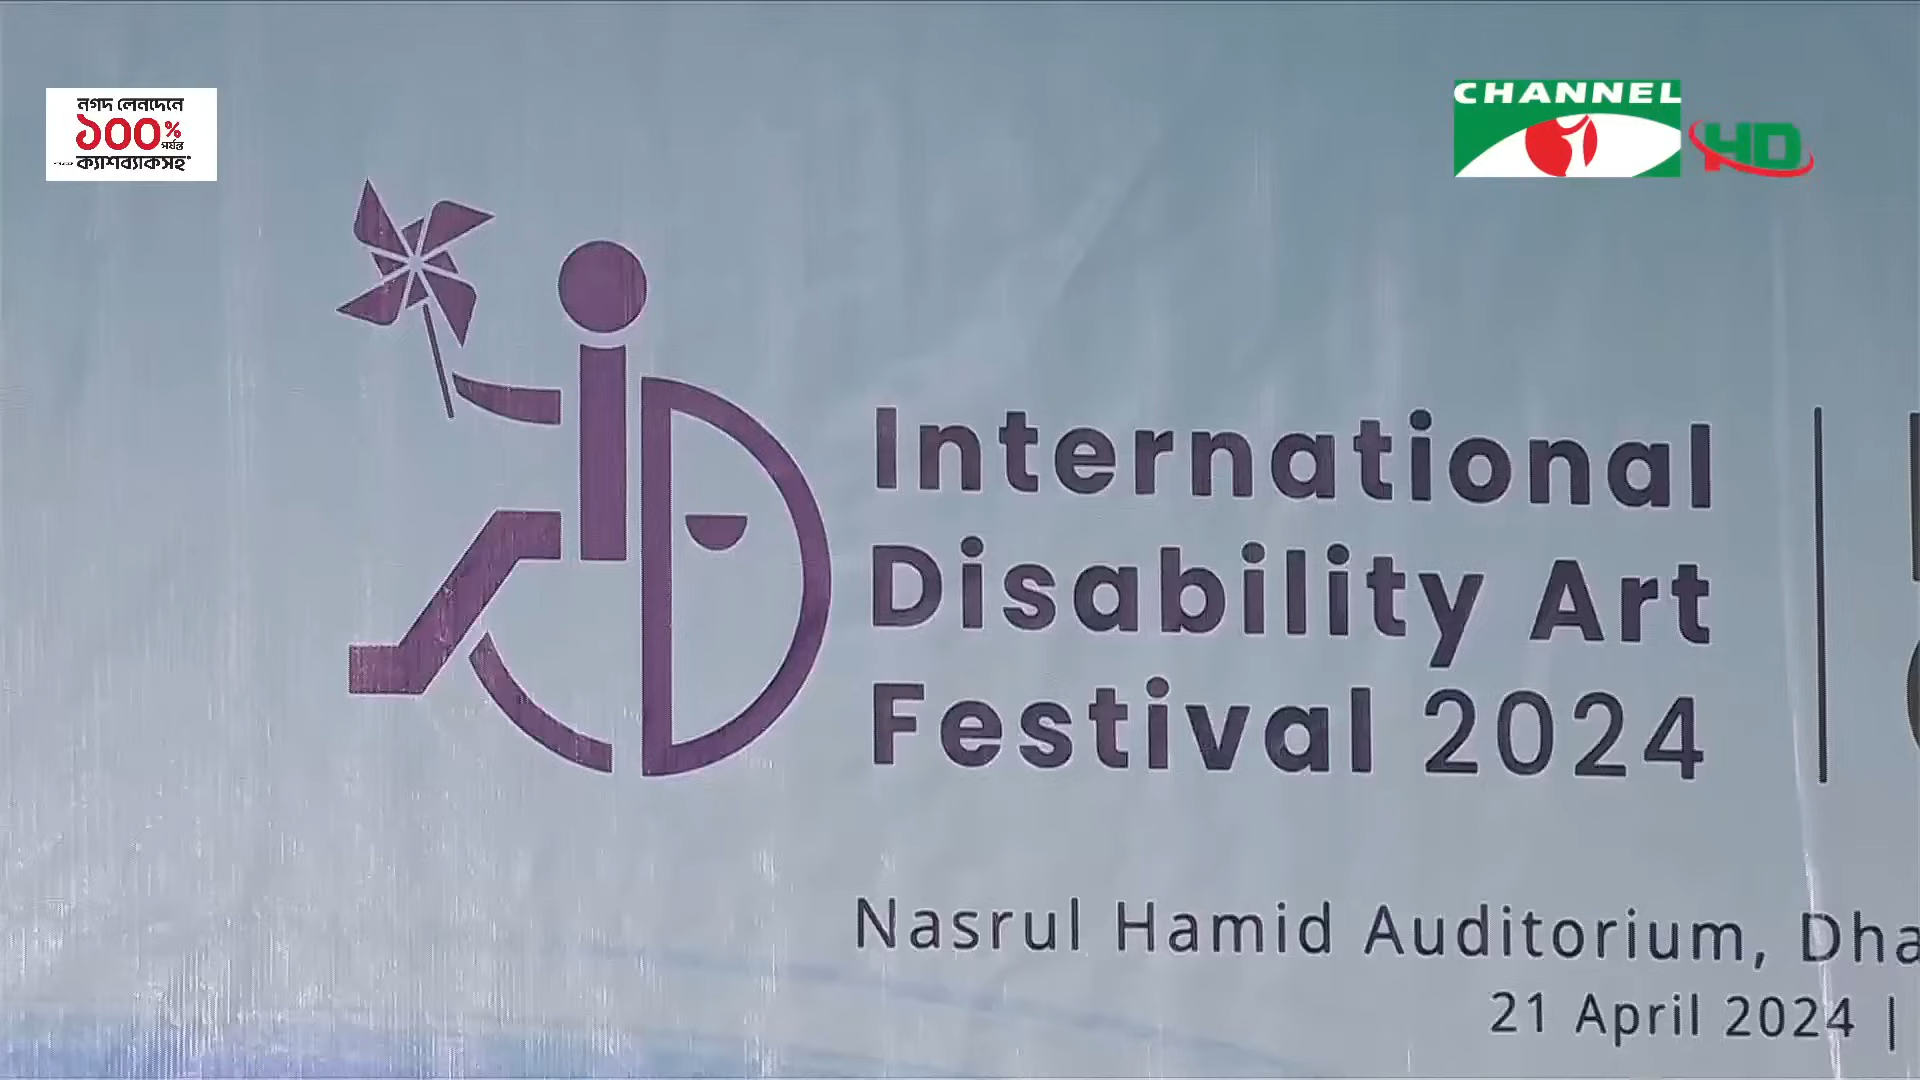 নগদ লেনদেনে
১০০%
পর্যন্ত
ক্যাশব্যাকসহ*
CHANNEL
HD
International
Disability Art
Festival 2024
Nasrul Hamid Auditorium, Dha
21 April 2024 |